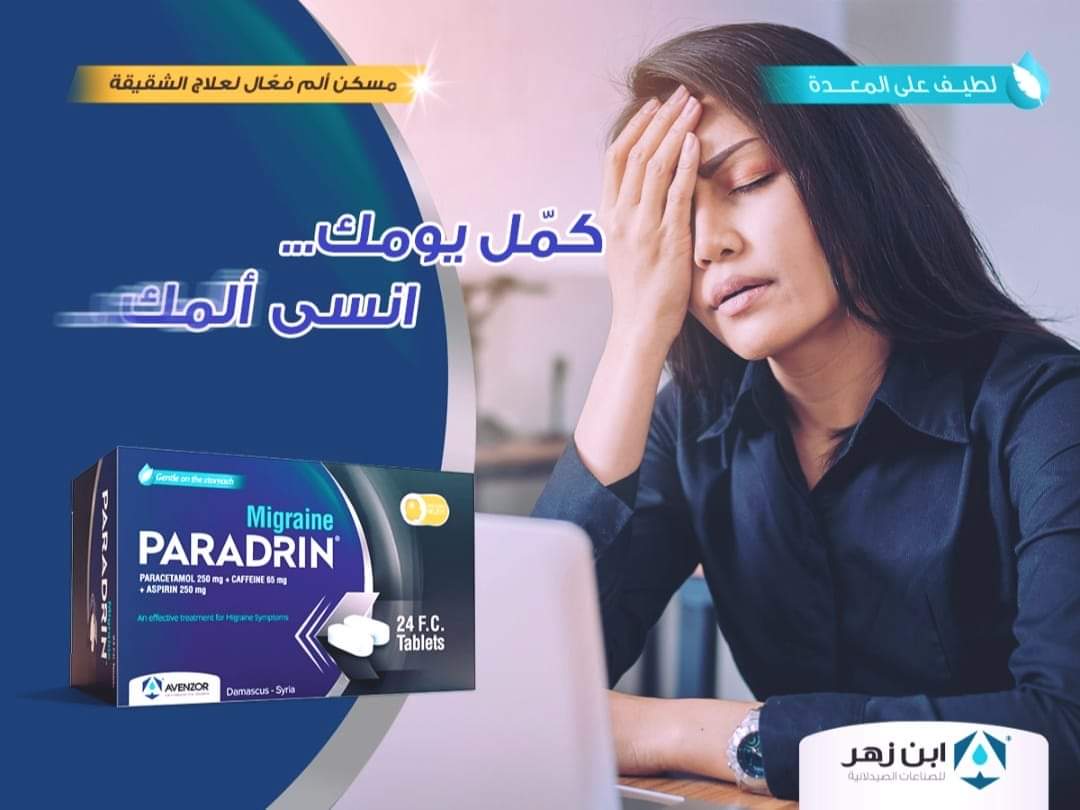 لطيف على المعدة
مسكن ألم فعّال لعلاج الشقيقة
كمّل يومك...
انسى ألمك
Gentle on the stomach
Migraine
PARADRIN®
PARACETAMOL 250 mg + CAFFEINE 65 mg
+ ASPIRIN 250 mg
An effective treatment for Migraine Symptoms
24 F.C.
Tablets
AVENZOR
Damascus - Syria
PARADRIN
ابن زهر
للصناعات الصيدلانية